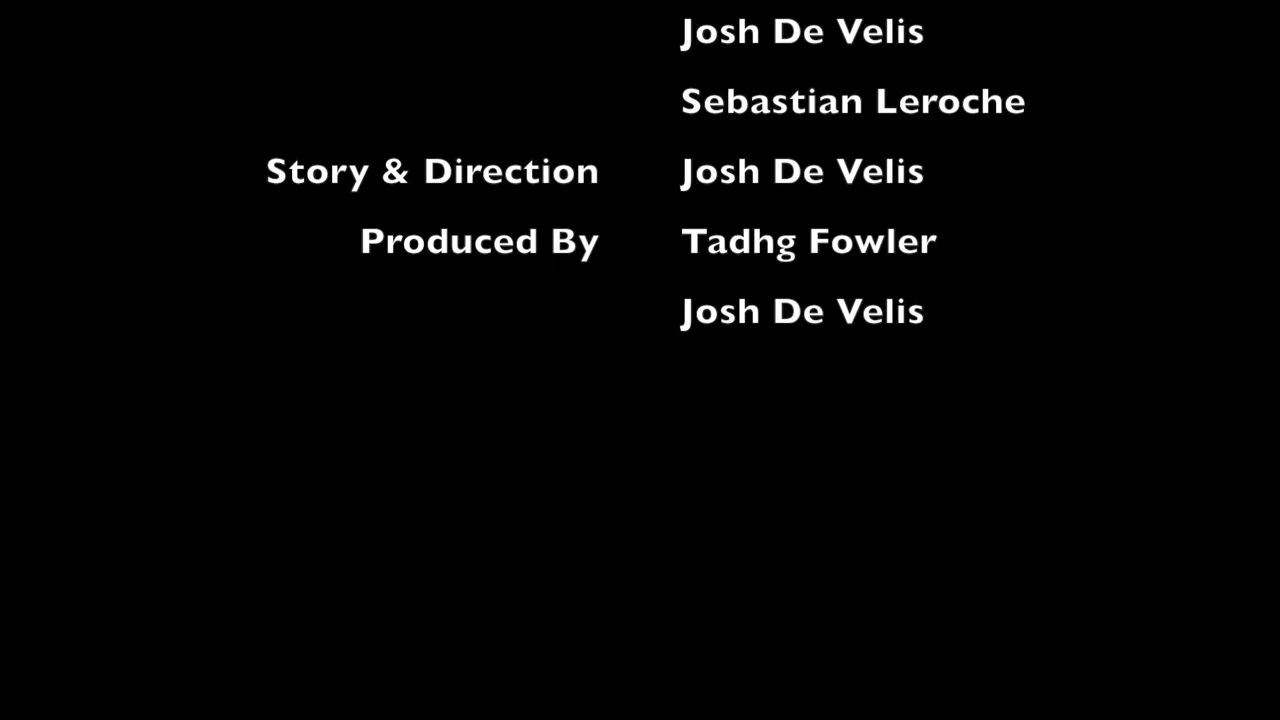 Josh De Velis
Sebastian Leroche
Story & Direction Josh De Velis
Produced By Tadhg Fowler
Josh De Velis